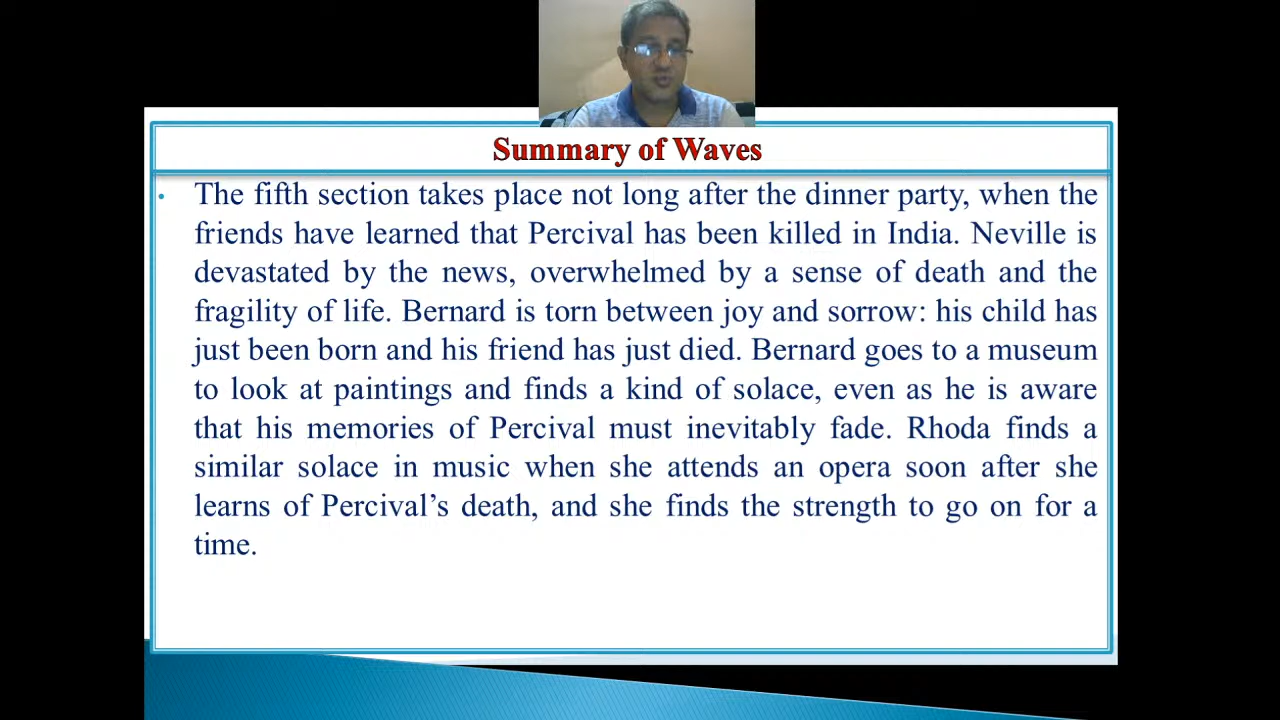 Summary of Waves
• The fifth section takes place not long after the dinner party, when the
friends have learned that Percival has been killed in India. Neville is
devastated by the news, overwhelmed by a sense of death and the
fragility of life. Bernard is torn between joy and sorrow: his child has
just been born and his friend has just died. Bernard goes to a museum
to look at paintings and finds a kind of solace, even as he is aware
that his memories of Percival must inevitably fade. Rhoda finds a
similar solace in music when she attends an opera soon after she
learns of Percival’s death, and she finds the strength to go on for a
time.